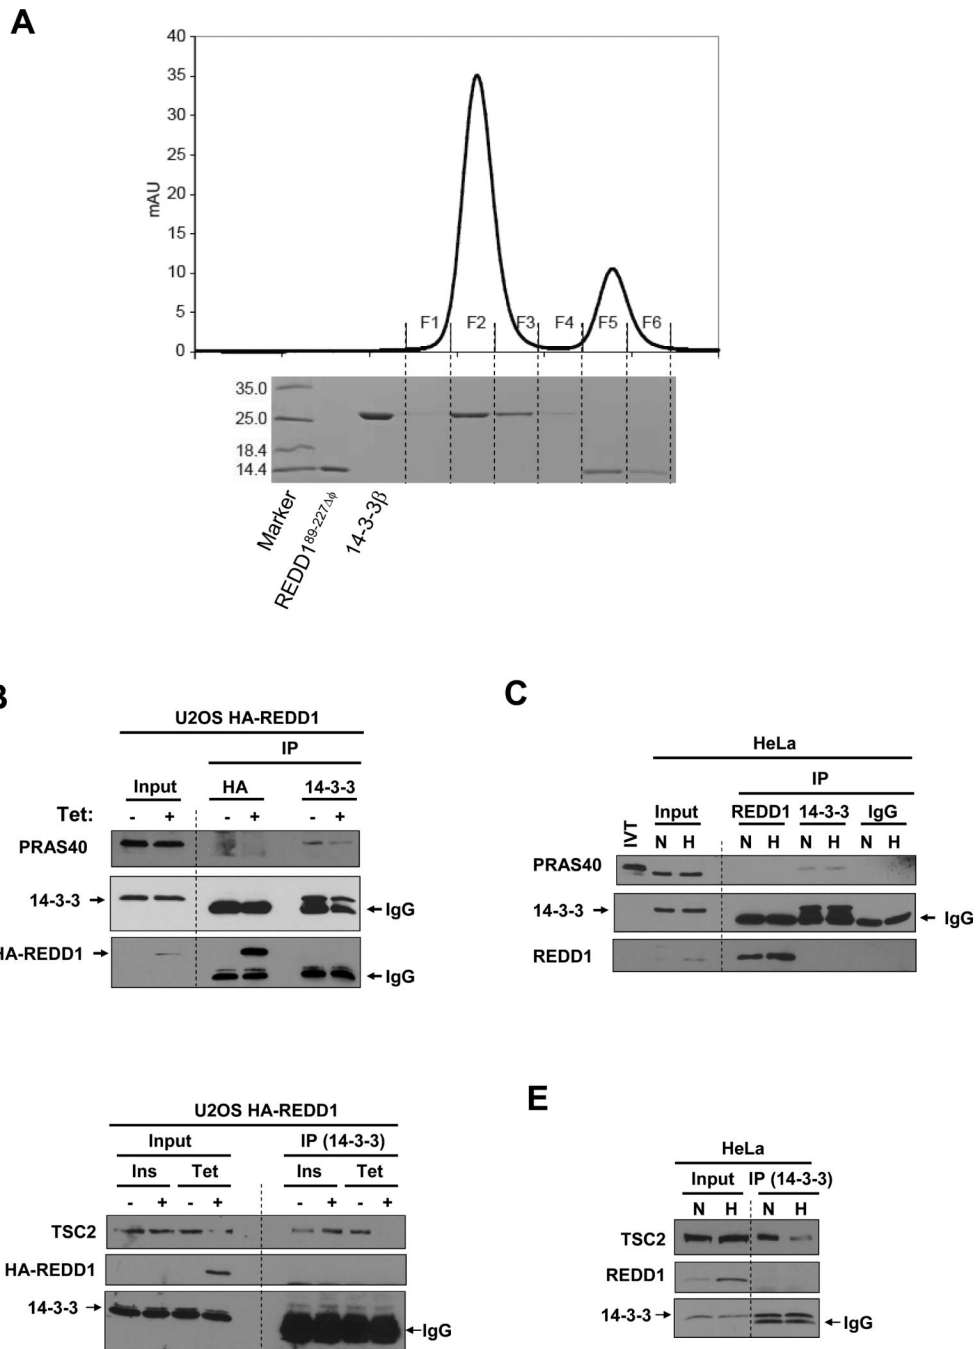 A
40
35
30
25
20
15
10
5
0
mAU
F1 F2 F3 F4 F5 F6
35.0
25.0
18.4
14.4
Marker
REDD189-227Δϕ
14-3-3β
B
U2OS HA-REDD1
IP
Input HA 14-3-3
Tet: - + - + - +
PRAS40
14-3-3 → ← IgG
HA-REDD1 → ← IgG
C
HeLa
IP
Input REDD1 14-3-3 IgG
IVT N H N H N H N H
PRAS40
14-3-3 → ← IgG
REDD1
U2OS HA-REDD1
Input IP (14-3-3)
Ins Tet Ins Tet
- + - + - + - +
TSC2
HA-REDD1
14-3-3 → ←IgG
E
HeLa
Input IP (14-3-3)
N H N H
TSC2
REDD1
14-3-3 → ← IgG